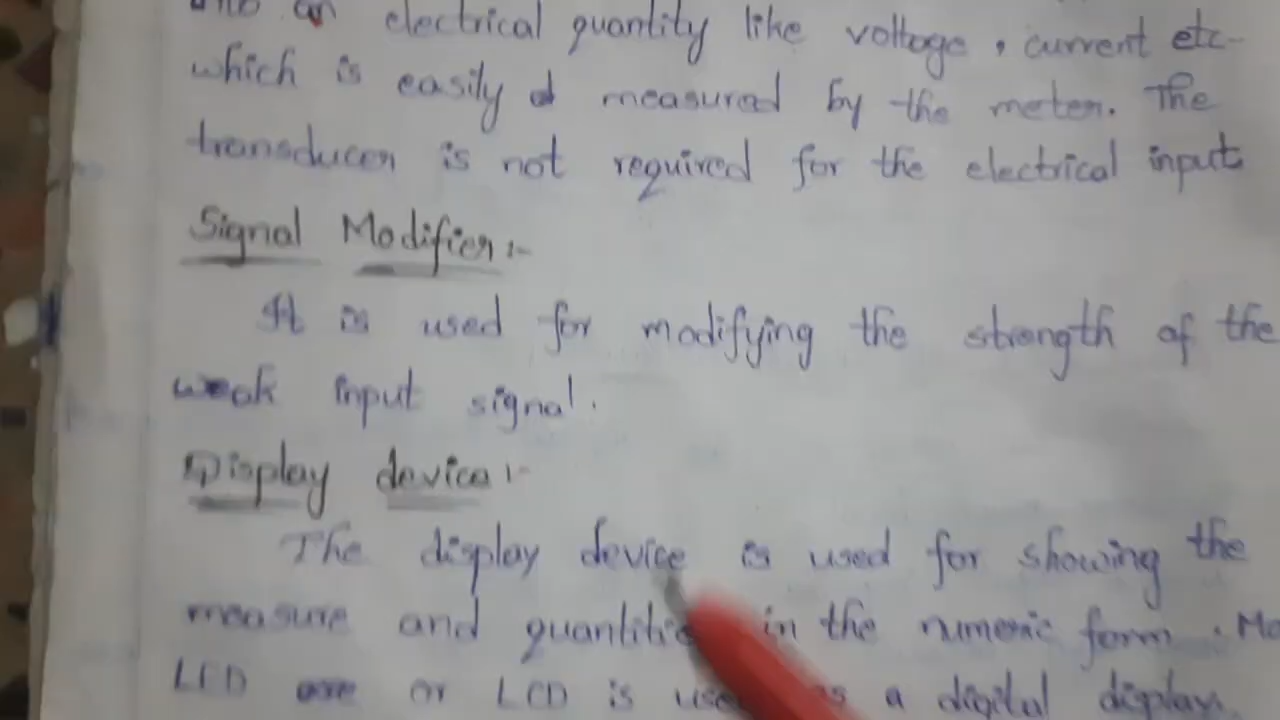 an electrical quantity like voltage, current etc-
which is easily d measured by the meter. The
transducer is not required for the electrical input
Signal Modifier :-
It is used for modifying the strength of the
weak input signal.
Display device :-
The display device is used for showing the
measure and quantities in the numeric form.
LED are or LCD is used as a digital display.